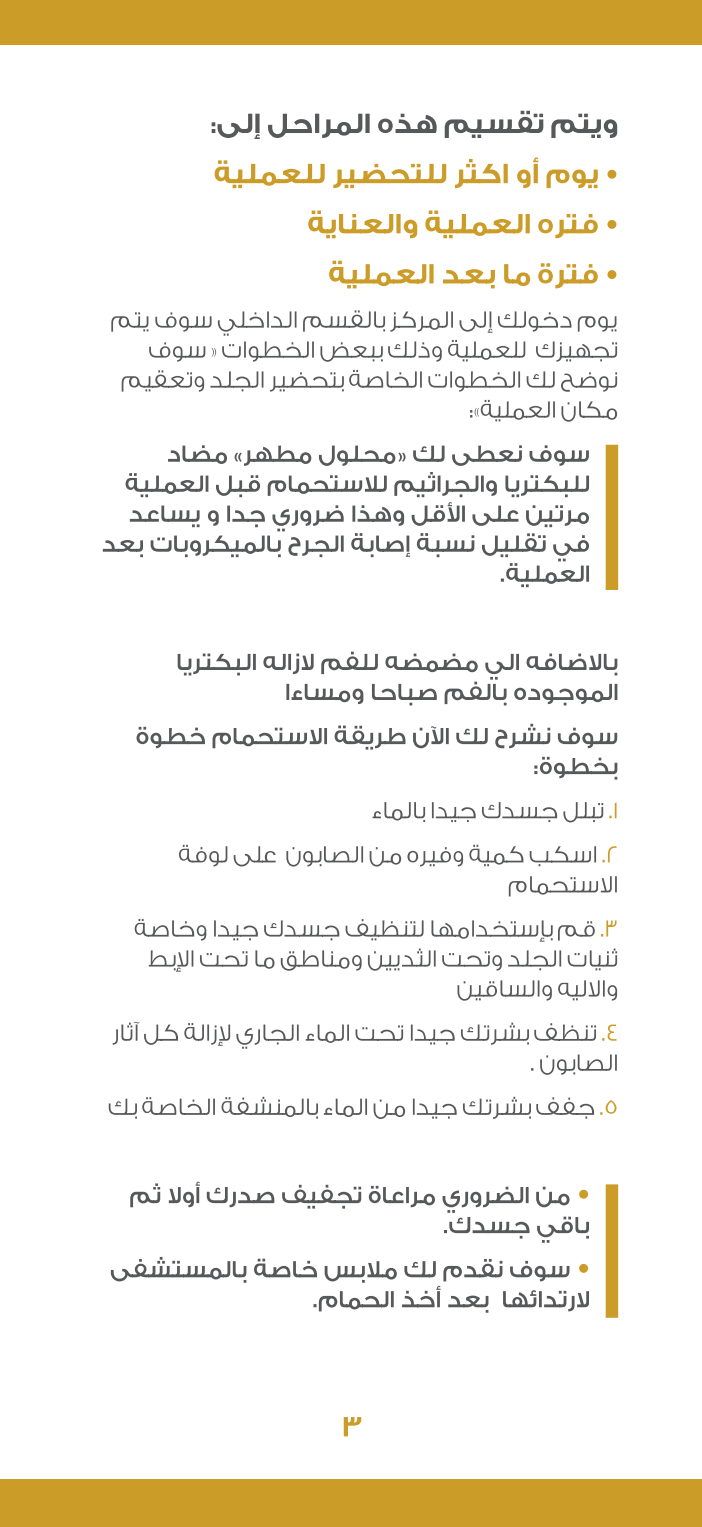 ويتم تقسيم هذه المراحل إلى:
• يوم أو اكثر للتحضير للعملية
• فتره العملية والعناية
• فترة ما بعد العملية
يوم دخولك إلى المركز بالقسم الداخلي سوف يتم
تجهيزك للعملية وذلك ببعض الخطوات « سوف
نوضح لك الخطوات الخاصة بتحضير الجلد وتعقيم
مكان العملية»:
سوف نعطى لك «محلول مطهر» مضاد
للبكتريا والجراثيم للاستحمام قبل العملية
مرتين على الأقل وهذا ضروري جدا و يساعد
في تقليل نسبة إصابة الجرح بالميكروبات بعد
العملية.
بالاضافه الي مضمضه للفم لازاله البكتريا
الموجوده بالفم صباحا ومساءا
سوف نشرح لك الآن طريقة الاستحمام خطوة
بخطوة:
١. تبلل جسدك جيدا بالماء
٢. اسكب كمية وفيره من الصابون على لوفة
الاستحمام
٣. قم بإستخدامها لتنظيف جسدك جيدا وخاصة
ثنيات الجلد وتحت الثديين ومناطق ما تحت الإبط
والاليه والساقين
٤. تنظف بشرتك جيدا تحت الماء الجاري لإزالة كل آثار
الصابون .
٥. جفف بشرتك جيدا من الماء بالمنشفة الخاصة بك
• من الضروري مراعاة تجفيف صدرك أولا ثم
باقي جسدك.
• سوف نقدم لك ملابس خاصة بالمستشفى
لارتدائها بعد أخذ الحمام.
٣